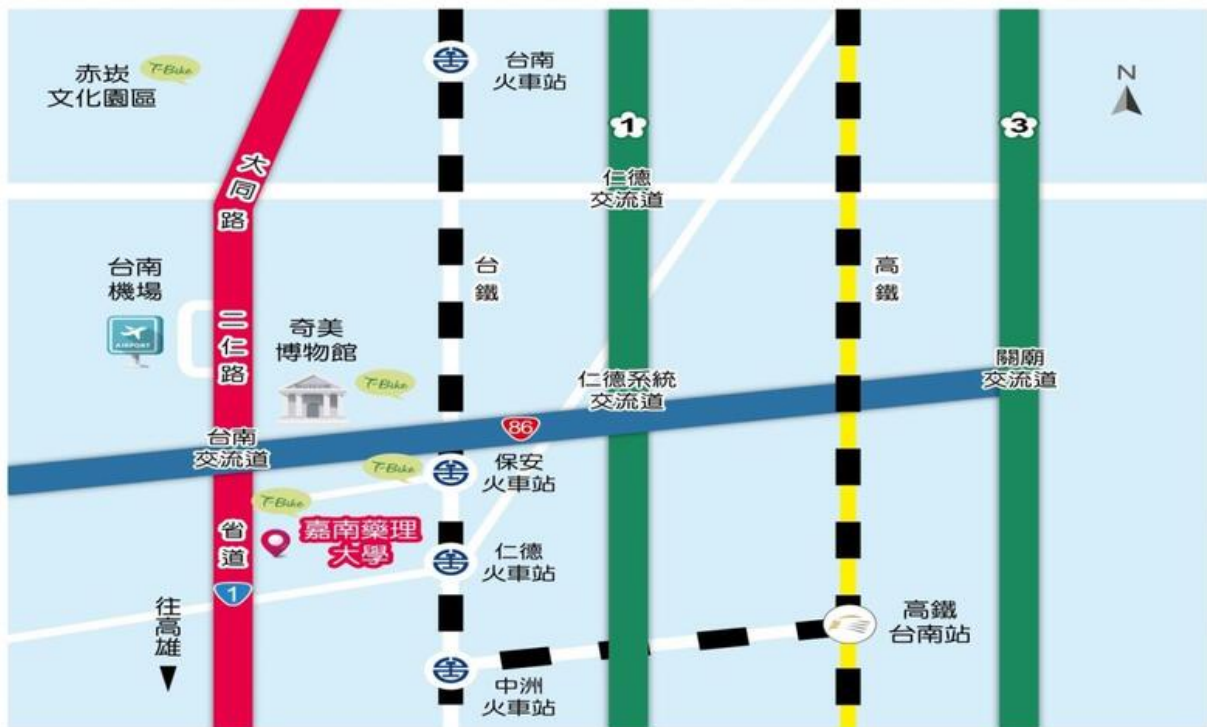 赤崁
文化園區
T-Bike
台南
火車站
1
3
N
大同路
仁德
交流道
台南
機場
AIRPORT
二仁路
奇美
博物館
T-Bike
台鐵
高鐵
仁德系統
交流道
關廟
交流道
86
台南
交流道
T-Bike
保安
火車站
T-Bike
省道
嘉南藥理
大學
仁德
火車站
1
往高雄
高鐵
台南站
中洲
火車站